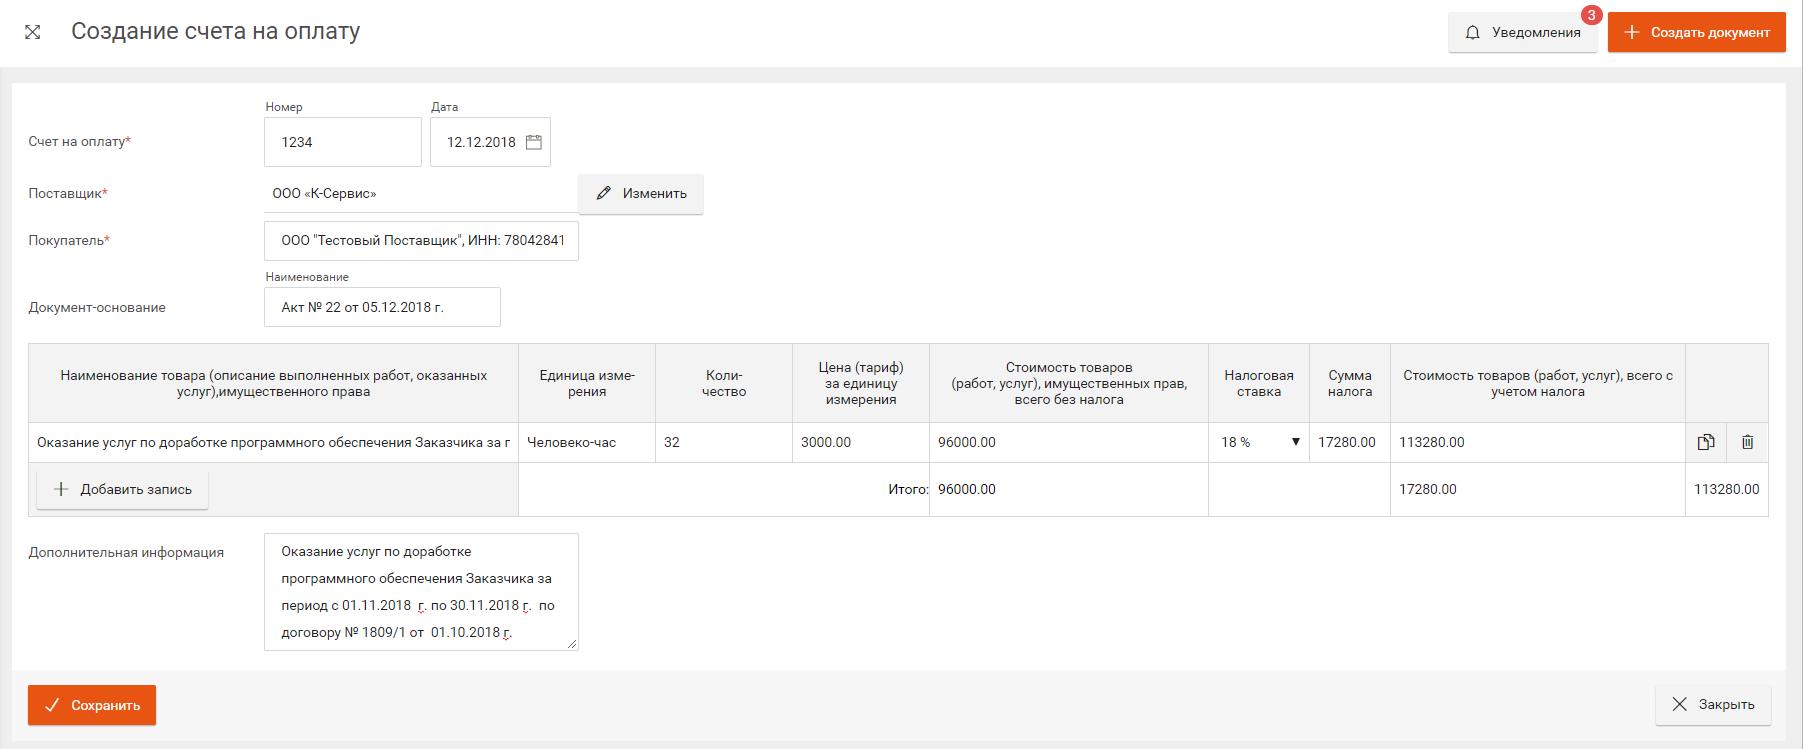 Создание счета на оплату
Уведомления
3
Создать документ
Номер
Дата
Счет на оплату*
1234
12.12.2018
Поставщик*
ООО «К-Сервис»
Изменить
Покупатель*
ООО "Тестовый Поставщик", ИНН: 78042841
Наименование
Документ-основание
Акт № 22 от 05.12.2018 г.
Наименование товара (описание выполненных работ, оказанных
услуг),имущественного права
Единица изме-
рения
Коли-
чество
Цена (тариф)
за единицу
измерения
Стоимость товаров
(работ, услуг), имущественных прав,
всего без налога
Налоговая
ставка
Сумма
налога
Стоимость товаров (работ, услуг), всего с
учетом налога
Оказание услуг по доработке программного обеспечения Заказчика за г
Человеко-час
32
3000.00
96000.00
18 %
17280.00
113280.00
Добавить запись
Итого:
96000.00
17280.00
113280.00
Дополнительная информация
Оказание услуг по доработке
программного обеспечения Заказчика за
период с 01.11.2018 г. по 30.11.2018 г. по
договору № 1809/1 от 01.10.2018 г.
Сохранить
Закрыть